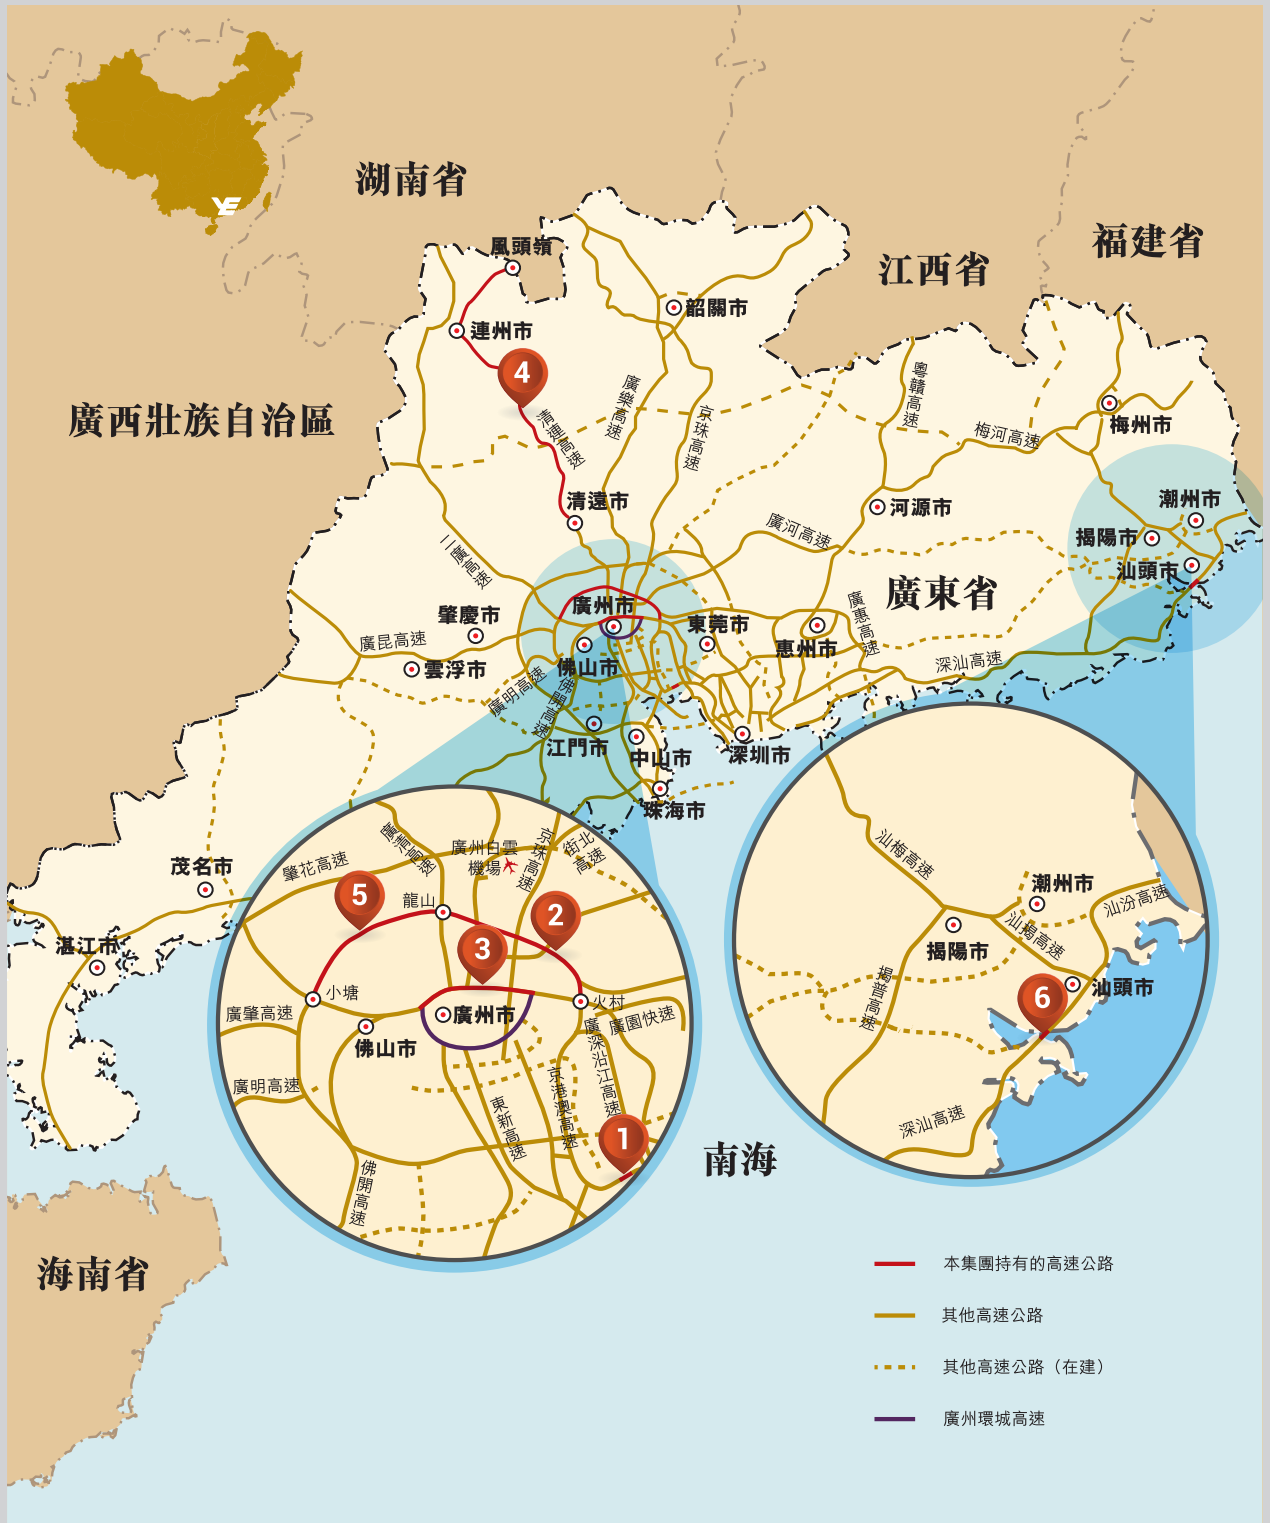 湖南省
福建省
江西省
廣西壯族自治區
廣東省
海南省
南海
風頭嶺
連州市
韶關市
4
清連高速
廣樂高速
京珠高速
粵贛高速
梅河高速
梅州市
清遠市
河源市
潮州市
揭陽市
汕頭市
廣河高速
二廣高速
肇慶市
廣州市
東莞市
惠州市
廣惠高速
深汕高速
廣昆高速
雲浮市
佛山市
廣明高速
佛開高速
江門市
中山市
深圳市
珠海市
茂名市
湛江市
肇花高速
廣清高速
廣州白雲
機場
京珠高速
街北
高速
5
龍山
2
3
小塘
火村
廣肇高速
廣州市
佛山市
廣園快速
廣深沿江高速
廣明高速
京港澳高速
東新高速
1
佛開高速
汕梅高速
潮州市
汕汾高速
汕揭高速
揭陽市
揭普高速
6
汕頭市
深汕高速
本集團持有的高速公路
其他高速公路
其他高速公路（在建）
廣州環城高速